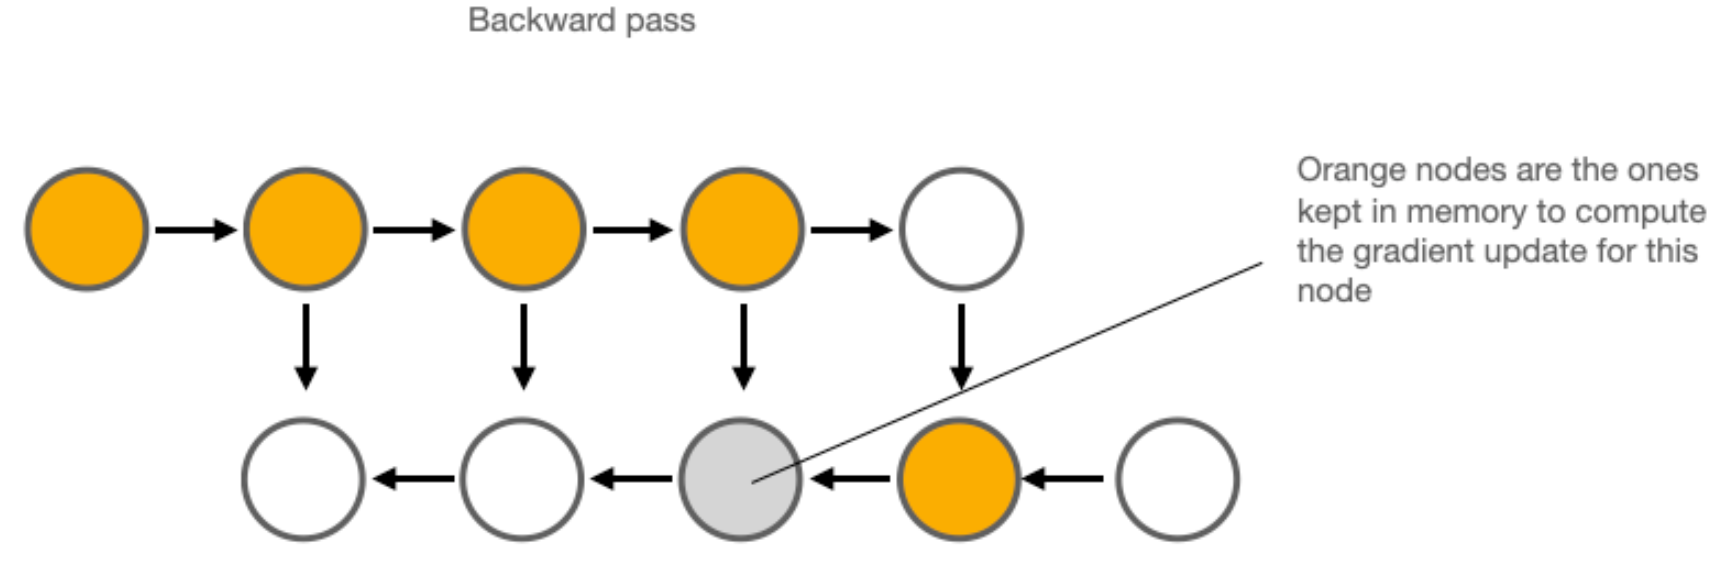 Backward pass
Orange nodes are the ones
kept in memory to compute
the gradient update for this
node